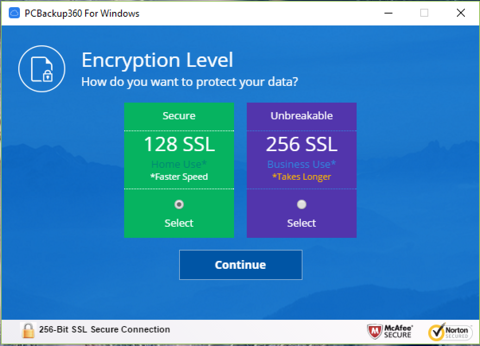 PCBackup360 For Windows
Encryption Level
How do you want to protect your data?
Secure
128 SSL
Home Use*
*Faster Speed
Select
Unbreakable
256 SSL
Business Use*
*Takes Longer
Select
Continue
256-Bit SSL Secure Connection
McAfee
SECURE
Norton
SECURED